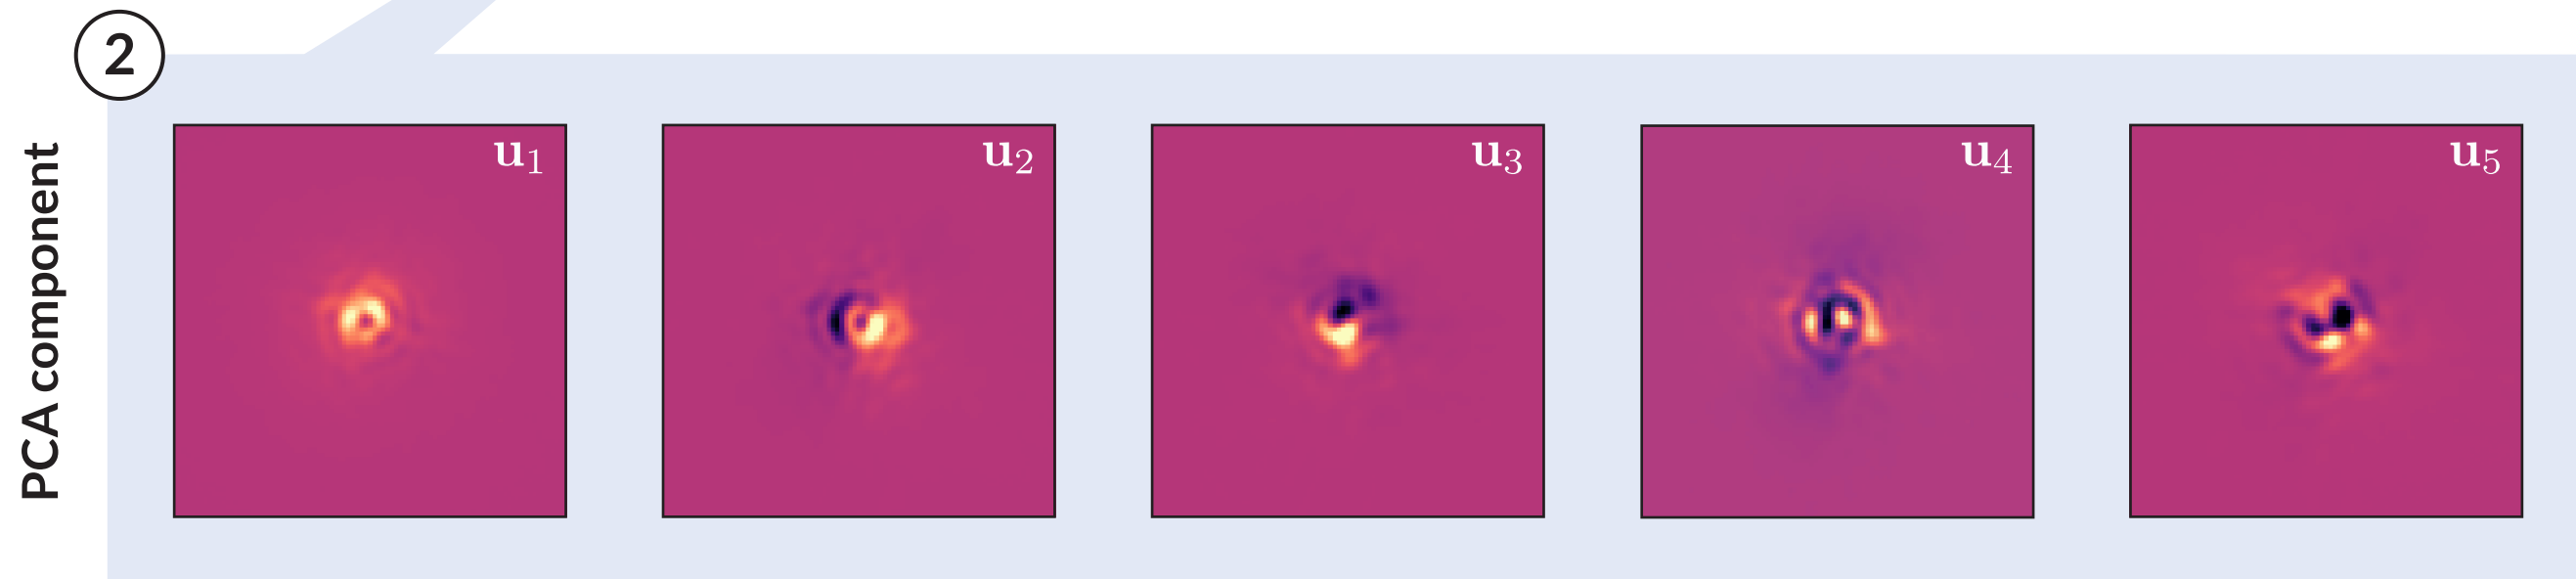 2
PCA component
u₁
u₂
u₃
u₄
u₅